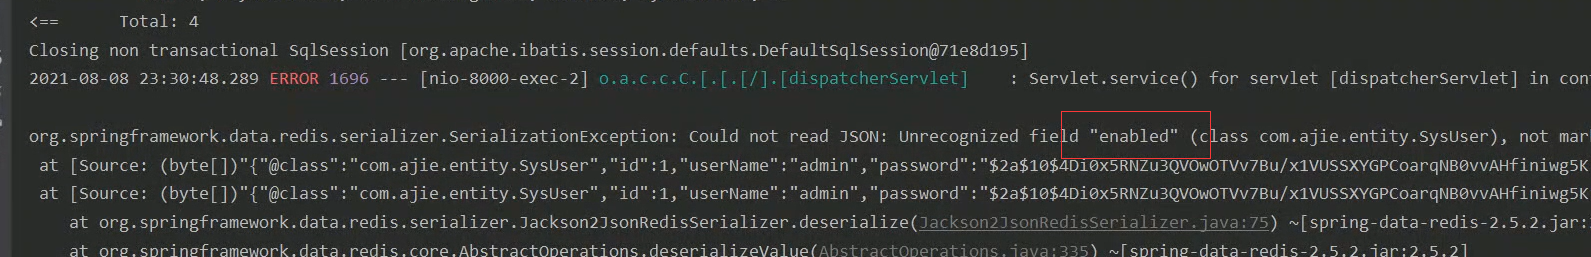 <==      Total: 4
Closing non transactional SqlSession [org.apache.ibatis.session.defaults.DefaultSqlSession@71e8d195]
2021-08-08 23:30:48.289 ERROR 1696 --- [nio-8000-exec-2] o.a.c.c.C.[.[.[/].[dispatcherServlet]    : Servlet.service() for servlet [dispatcherServlet] in con
org.springframework.data.redis.serializer.SerializationException: Could not read JSON: Unrecognized field "enabled" (class com.ajie.entity.SysUser), not mar
at [Source: (byte[])"{"@class":"com.ajie.entity.SysUser","id":1,"userName":"admin","password":"$2a$10$4Di0x5RNZu3QVOwOTVv7Bu/x1VUSSXYGPCoarqNB0vvAHfiniwg5K
at [Source: (byte[])"{"@class":"com.ajie.entity.SysUser","id":1,"userName":"admin","password":"$2a$10$4Di0x5RNZu3QVOwOTVv7Bu/x1VUSSXYGPCoarqNB0vvAHfiniwg5K
at org.springframework.data.redis.serializer.Jackson2JsonRedisSerializer.deserialize(Jackson2JsonRedisSerializer.java:75) ~[spring-data-redis-2.5.2.jar:
at org.springframework.data.redis.core.AbstractOperations.deserializeValue(AbstractOperations.java:335) ~[spring-data-redis-2.5.2.jar:2.5.2]